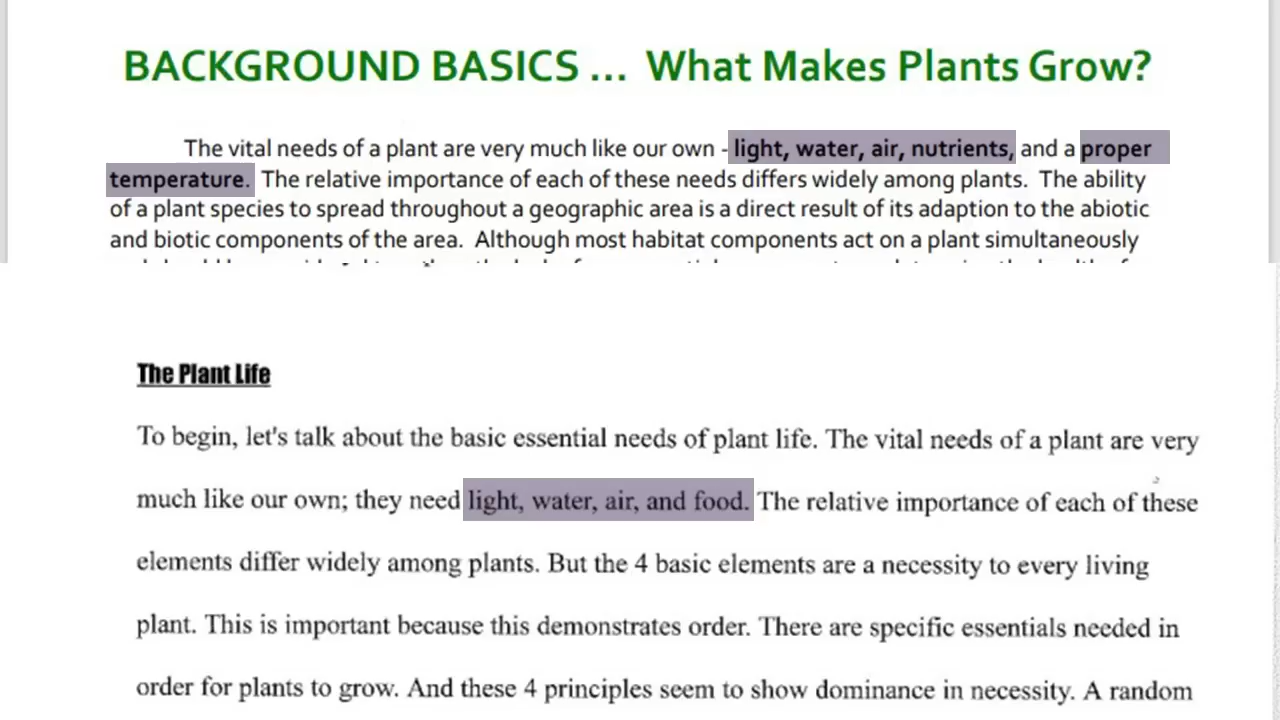 BACKGROUND BASICS ... What Makes Plants Grow?
The vital needs of a plant are very much like our own - light, water, air, nutrients, and a proper
temperature. The relative importance of each of these needs differs widely among plants. The ability
of a plant species to spread throughout a geographic area is a direct result of its adaption to the abiotic
and biotic components of the area. Although most habitat components act on a plant simultaneously
The Plant Life
To begin, let's talk about the basic essential needs of plant life. The vital needs of a plant are very
much like our own; they need light, water, air, and food. The relative importance of each of these
elements differ widely among plants. But the 4 basic elements are a necessity to every living
plant. This is important because this demonstrates order. There are specific essentials needed in
order for plants to grow. And these 4 principles seem to show dominance in necessity. A random